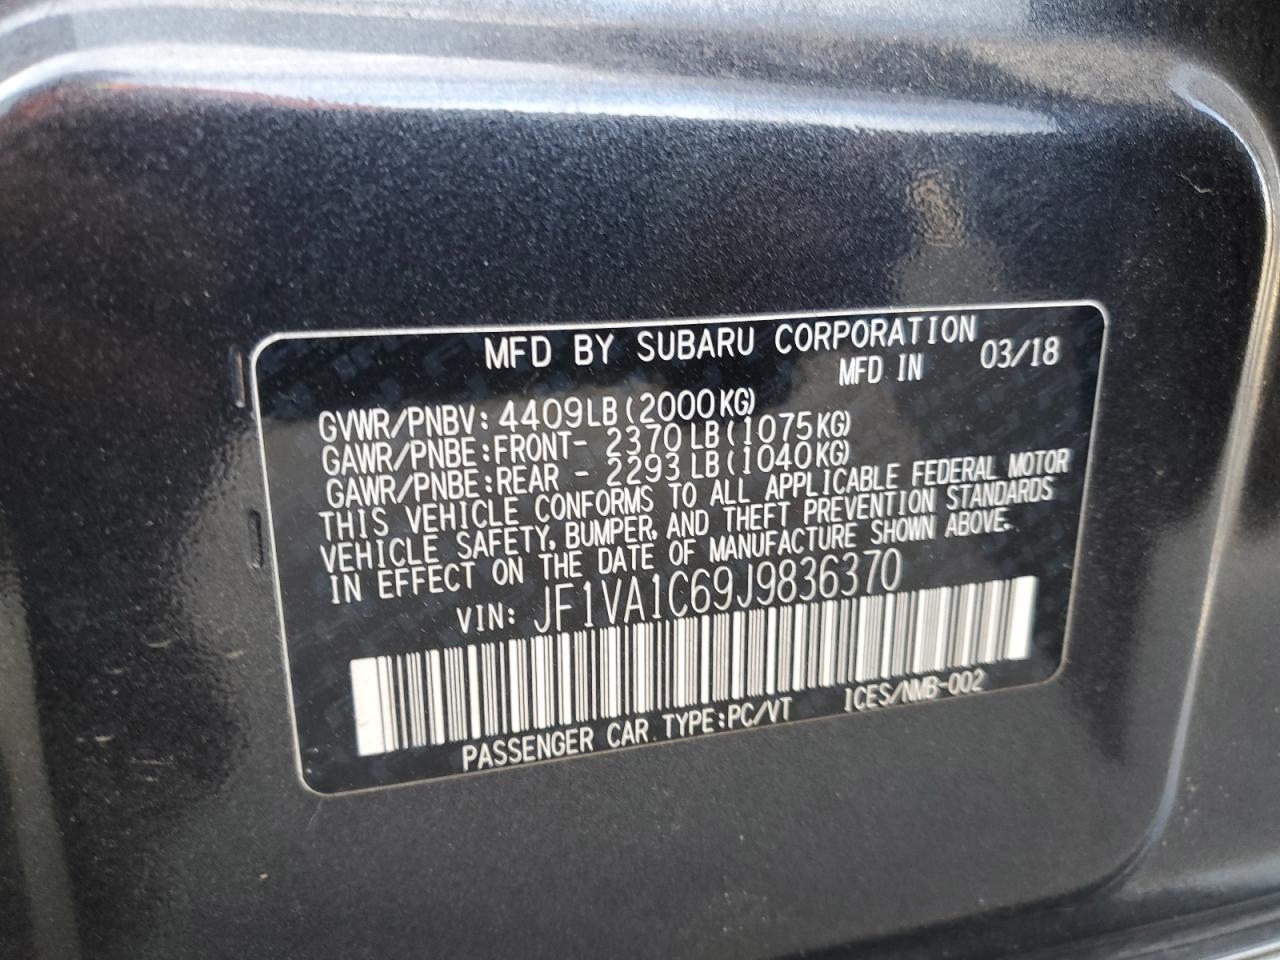 MFD BY SUBARU CORPORATION
MFD IN 03/18
GVWR/PNBV: 4409LB(2000KG)
GAWR/PNBE:FRONT- 2370LB(1075KG)
GAWR/PNBE:REAR - 2293LB(1040KG)
THIS VEHICLE CONFORMS TO ALL APPLICABLE FEDERAL MOTOR
VEHICLE SAFETY, BUMPER, AND THEFT PREVENTION STANDARDS
IN EFFECT ON THE DATE OF MANUFACTURE SHOWN ABOVE.
VIN: JF1VA1C69J9836370
PASSENGER CAR TYPE:PC/VT ICES/NMB-002